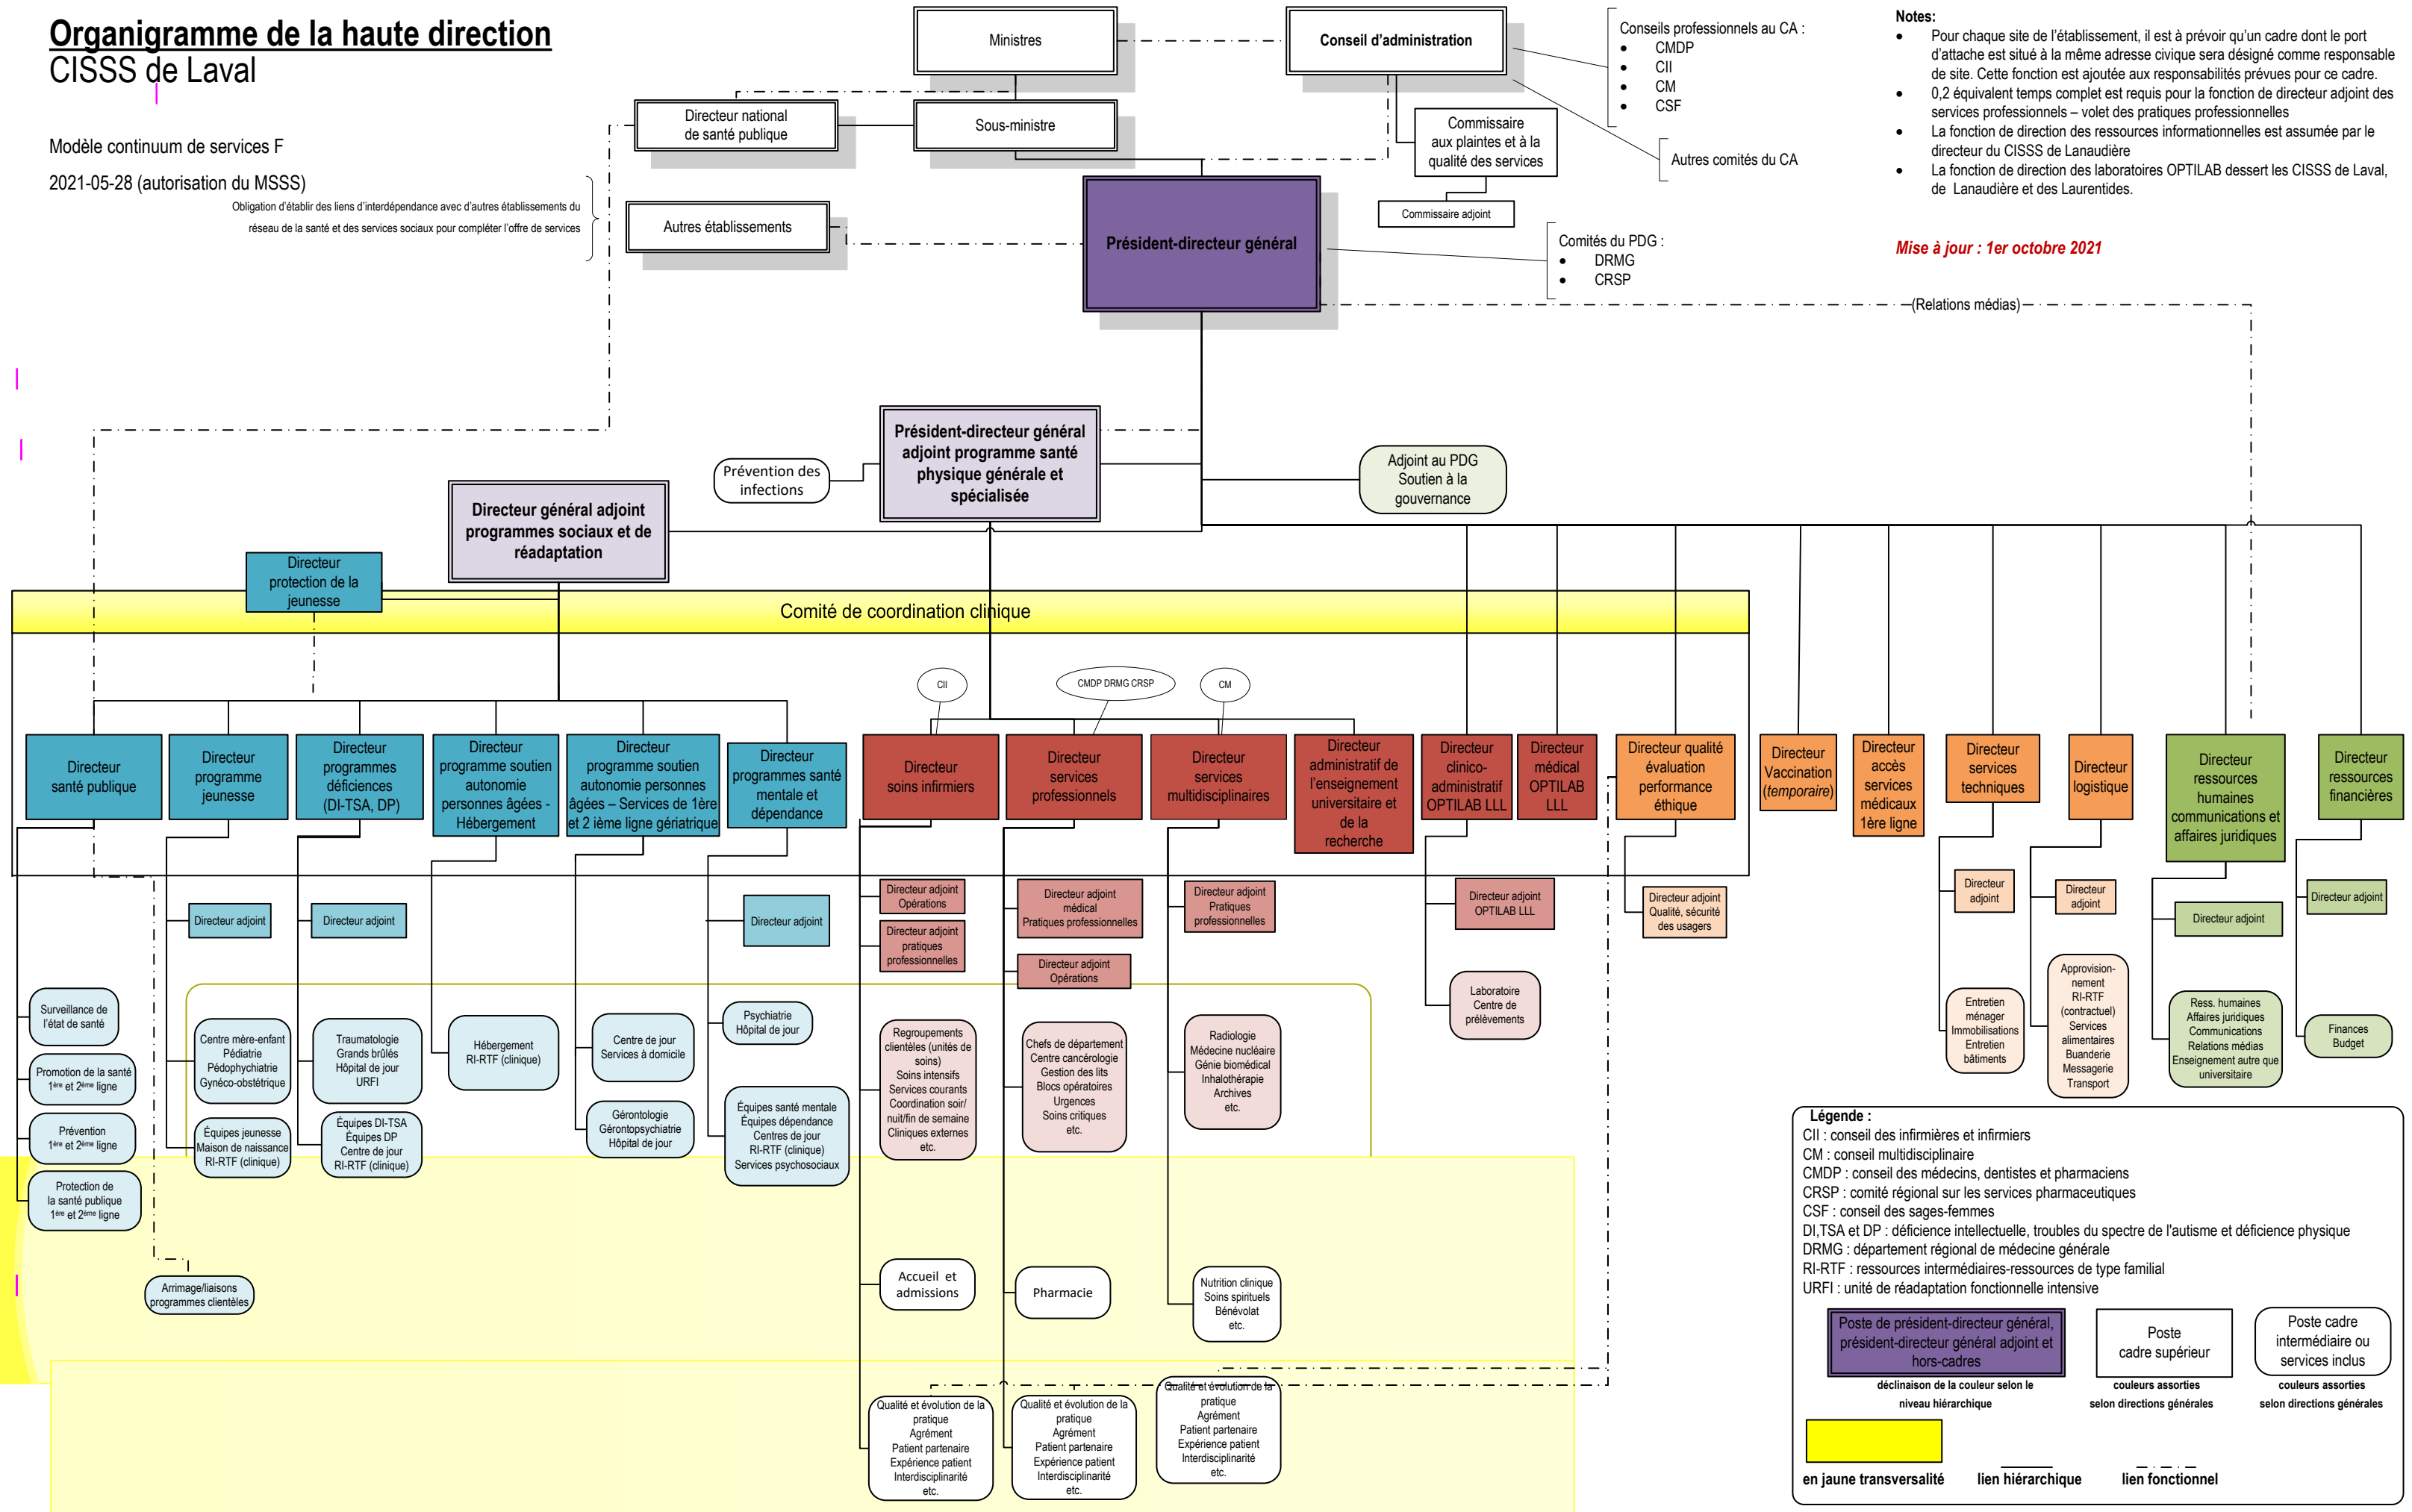 Organigramme de la haute direction
CISSS de Laval
Modèle continuum de services F
2021-05-28 (autorisation du MSSS)
Obligation d'établir des liens d'interdépendance avec d'autres établissements du
réseau de la santé et des services sociaux pour compléter l'offre de services
Ministres
Conseil d'administration
Directeur national
de santé publique
Sous-ministre
Autres établissements
Commissaire
aux plaintes et à la
qualité des services
Commissaire adjoint
Président-directeur général
Conseils professionnels au CA :
• CMDP
• CII
• CM
• CSF
Autres comités du CA
Comités du PDG :
• DRMG
• CRSP
Notes:
• Pour chaque site de l'établissement, il est à prévoir qu'un cadre dont le port
d'attache est situé à la même adresse civique sera désigné comme responsable
de site. Cette fonction est ajoutée aux responsabilités prévues pour ce cadre.
• 0,2 équivalent temps complet est requis pour la fonction de directeur adjoint des
services professionnels – volet des pratiques professionnelles
• La fonction de direction des ressources informationnelles est assumée par le
directeur du CISSS de Lanaudière
• La fonction de direction des laboratoires OPTILAB dessert les CISSS de Laval,
de Lanaudière et des Laurentides.
Mise à jour : 1er octobre 2021
(Relations médias)
Président-directeur général
adjoint programme santé
physique générale et
spécialisée
Prévention des
infections
Adjoint au PDG
Soutien à la
gouvernance
Directeur général adjoint
programmes sociaux et de
réadaptation
Directeur
protection de la
jeunesse
Comité de coordination clinique
CII
CMDP DRMG CRSP
CM
Directeur
santé publique
Directeur
programme
jeunesse
Directeur
programmes
déficiences
(DI-TSA, DP)
Directeur
programme soutien
autonomie
personnes âgées -
Hébergement
Directeur
programme soutien
autonomie personnes
âgées – Services de 1ère
et 2 ième ligne gériatrique
Directeur
programmes santé
mentale et
dépendance
Directeur
soins infirmiers
Directeur
services
professionnels
Directeur
services
multidisciplinaires
Directeur
administratif de
l'enseignement
universitaire et
de la
recherche
Directeur
clinico-
administratif
OPTILAB LLL
Directeur
médical
OPTILAB
LLL
Directeur qualité
évaluation
performance
éthique
Directeur
Vaccination
(temporaire)
Directeur
accès
services
médicaux
1ère ligne
Directeur
services
techniques
Directeur
logistique
Directeur
ressources
humaines
communications et
affaires juridiques
Directeur
ressources
financières
Directeur adjoint
Directeur adjoint
Directeur adjoint
Directeur adjoint
Opérations
Directeur adjoint
pratiques
professionnelles
Directeur adjoint
médical
Pratiques professionnelles
Directeur adjoint
Opérations
Directeur adjoint
Pratiques
professionnelles
Directeur adjoint
OPTILAB LLL
Directeur adjoint
Qualité, sécurité
des usagers
Directeur
adjoint
Directeur
adjoint
Directeur adjoint
Directeur adjoint
Surveillance de
l'état de santé
Promotion de la santé
1ère et 2ème ligne
Prévention
1ère et 2ème ligne
Protection de
la santé publique
1ère et 2ème ligne
Arrimage/liaisons
programmes clientèles
Centre mère-enfant
Pédiatrie
Pédophychiatrie
Gynéco-obstétrique
Équipes jeunesse
Maison de naissance
RI-RTF (clinique)
Traumatologie
Grands brûlés
Hôpital de jour
URFI
Équipes DI-TSA
Équipes DP
Centre de jour
RI-RTF (clinique)
Hébergement
RI-RTF (clinique)
Centre de jour
Services à domicile
Gérontologie
Gérontopsychiatrie
Hôpital de jour
Psychiatrie
Hôpital de jour
Équipes santé mentale
Équipes dépendance
Centres de jour
RI-RTF (clinique)
Services psychosociaux
Regroupements
clientèles (unités de
soins)
Soins intensifs
Services courants
Coordination soir/
nuit/fin de semaine
Cliniques externes
etc.
Accueil et
admissions
Qualité et évolution de la
pratique
Agrément
Patient partenaire
Expérience patient
Interdisciplinarité
etc.
Chefs de département
Centre cancérologie
Gestion des lits
Blocs opératoires
Urgences
Soins critiques
etc.
Pharmacie
Qualité et évolution de la
pratique
Agrément
Patient partenaire
Expérience patient
Interdisciplinarité
etc.
Radiologie
Médecine nucléaire
Génie biomédical
Inhalothérapie
Archives
etc.
Nutrition clinique
Soins spirituels
Bénévolat
etc.
Qualité et évolution de la
pratique
Agrément
Patient partenaire
Expérience patient
Interdisciplinarité
etc.
Laboratoire
Centre de
prélèvements
Entretien
ménager
Immobilisations
Entretien
bâtiments
Approvision-
nement
RI-RTF
(contractuel)
Services
alimentaires
Buanderie
Messagerie
Transport
Ress. humaines
Affaires juridiques
Communications
Relations médias
Enseignement autre que
universitaire
Finances
Budget
Légende :
CII : conseil des infirmières et infirmiers
CM : conseil multidisciplinaire
CMDP : conseil des médecins, dentistes et pharmaciens
CRSP : comité régional sur les services pharmaceutiques
CSF : conseil des sages-femmes
DI,TSA et DP : déficience intellectuelle, troubles du spectre de l'autisme et déficience physique
DRMG : département régional de médecine générale
RI-RTF : ressources intermédiaires-ressources de type familial
URFI : unité de réadaptation fonctionnelle intensive
Poste de président-directeur général,
président-directeur général adjoint et
hors-cadres
déclinaison de la couleur selon le
niveau hiérarchique
Poste
cadre supérieur
couleurs assorties
selon directions générales
Poste cadre
intermédiaire ou
services inclus
couleurs assorties
selon directions générales
en jaune transversalité
lien hiérarchique
lien fonctionnel